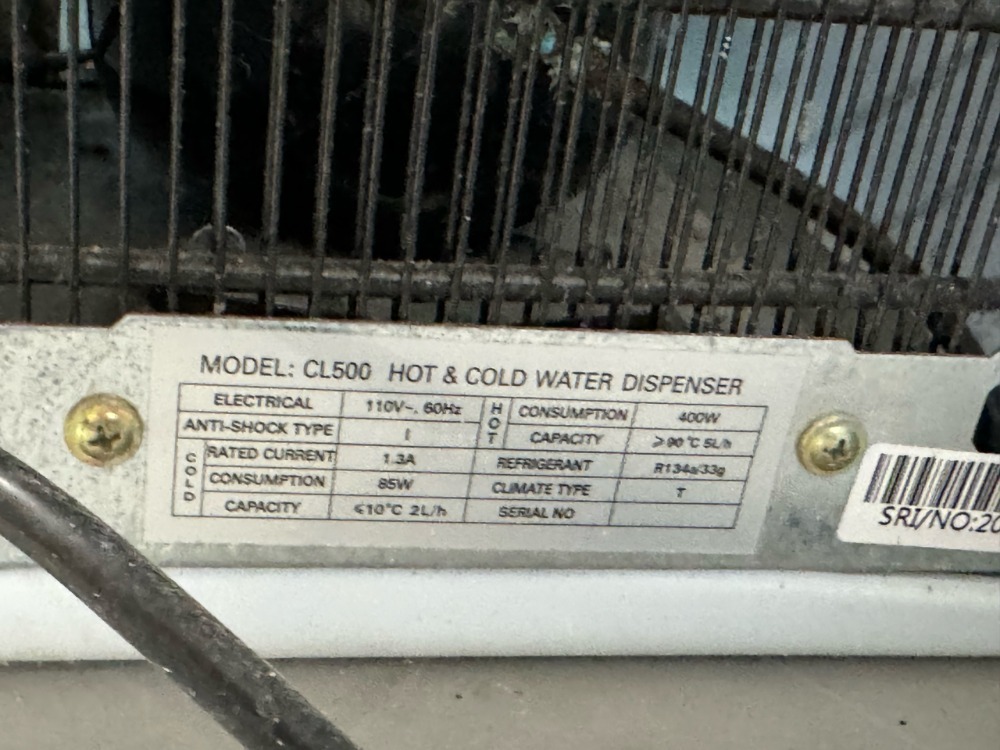 MODEL: CL500 HOT & COLD WATER DISPENSER
ELECTRICAL 110V~. 60Hz HOT CONSUMPTION 400W
ANTI-SHOCK TYPE I CAPACITY >90°C 5L/h
COLD RATED CURRENT 1.3A REFRIGERANT R134a/33g
CONSUMPTION 85W CLIMATE TYPE T
CAPACITY ≤10°C 2L/h SERIAL NO
SRI/NO:20